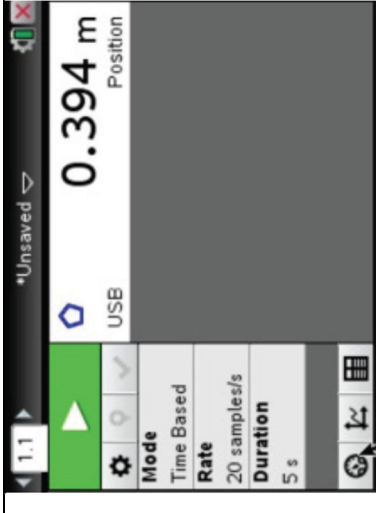 1.1
*Unsaved
0.394 m
USB
Position
Mode
Time Based
Rate
20 samples/s
Duration
5 s